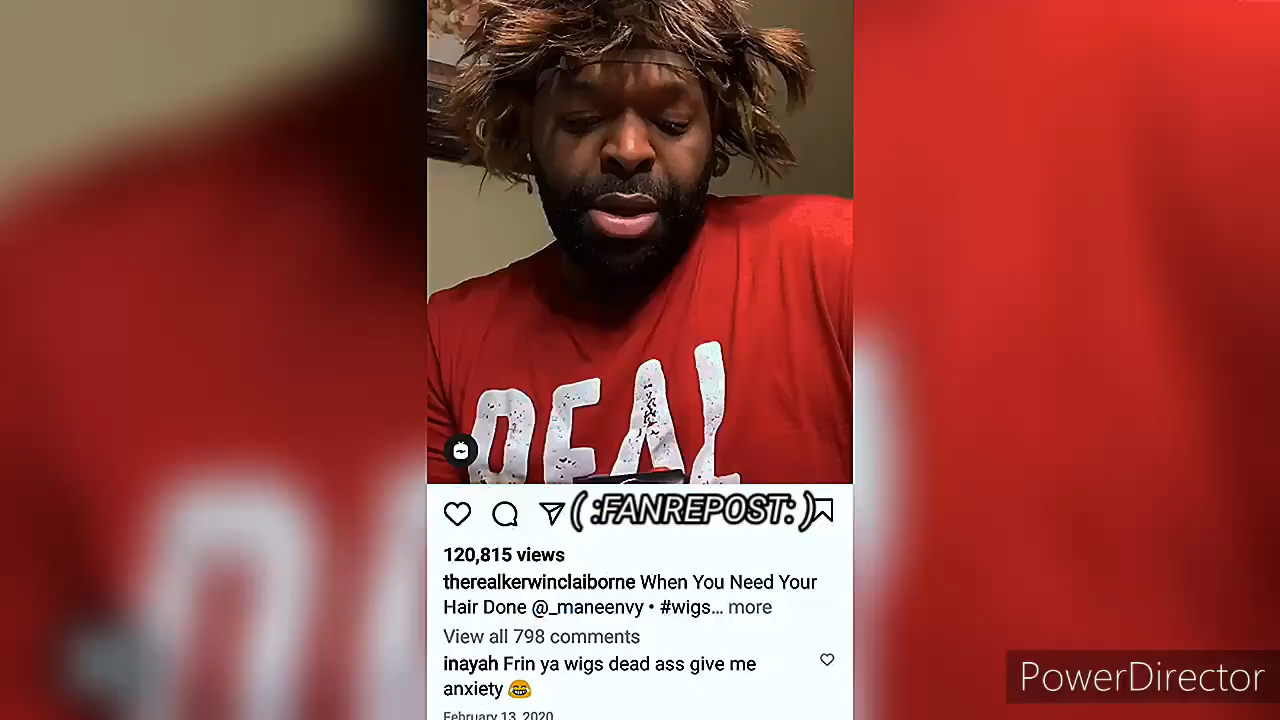 REAL
( :FANREPOST: )
120,815 views
therealkerwinclaiborne When You Need Your
Hair Done @_maneenvy • #wigs... more
View all 798 comments
inayah Frin ya wigs dead ass give me
anxiety 😂
February 13, 2020
PowerDirector